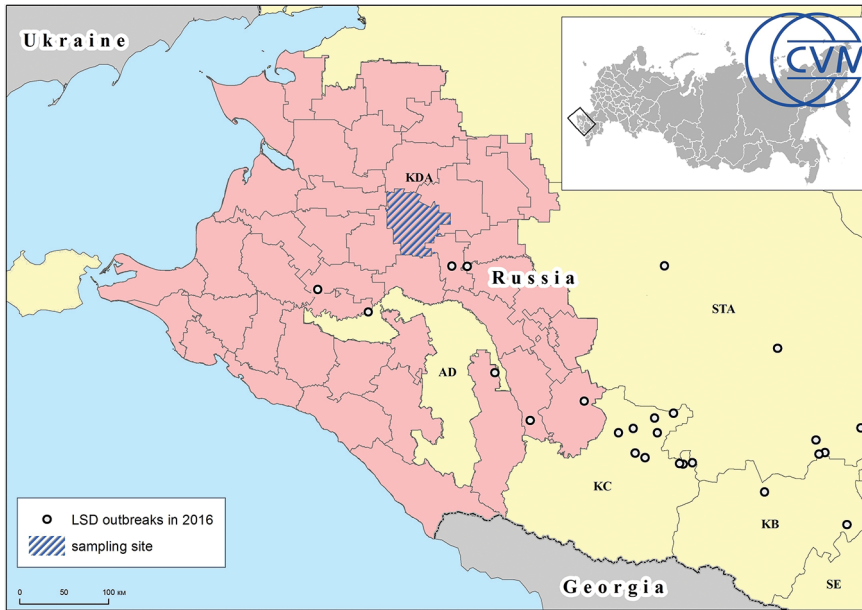 Ukraine
CVM
KDA
Russia
STA
AD
KC
KB
SE
Georgia
LSD outbreaks in 2016
sampling site
0 50 100 км